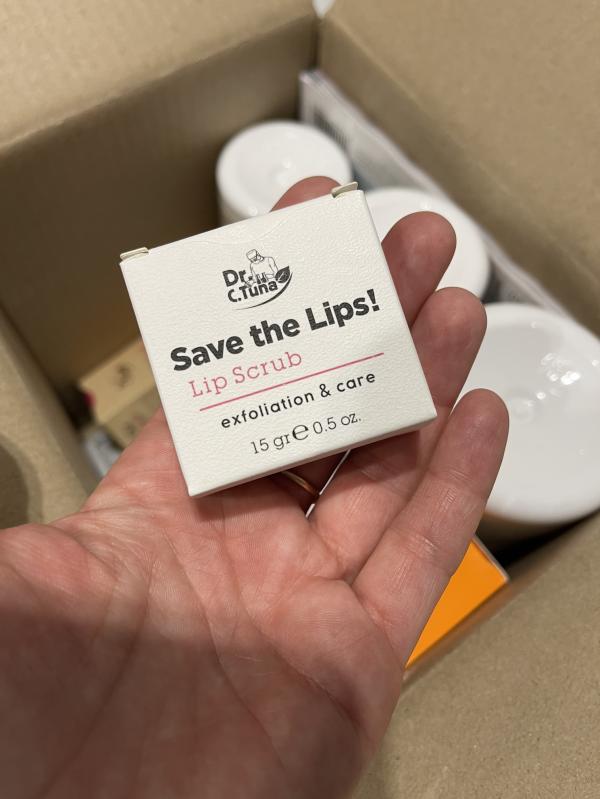 Dr.
C.Tuna
Save the Lips!
Lip Scrub
exfoliation & care
15 gr℮ 0.5 oz.